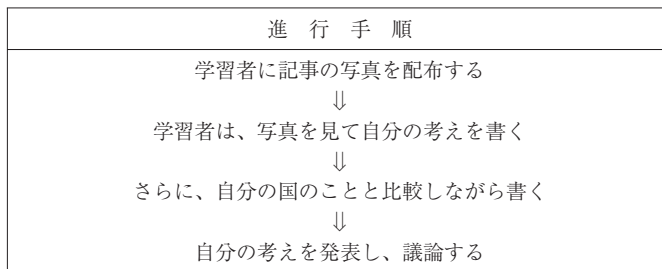 進 行 手 順
学習者に記事の写真を配布する
⇓
学習者は、写真を見て自分の考えを書く
⇓
さらに、自分の国のことと比較しながら書く
⇓
自分の考えを発表し、議論する